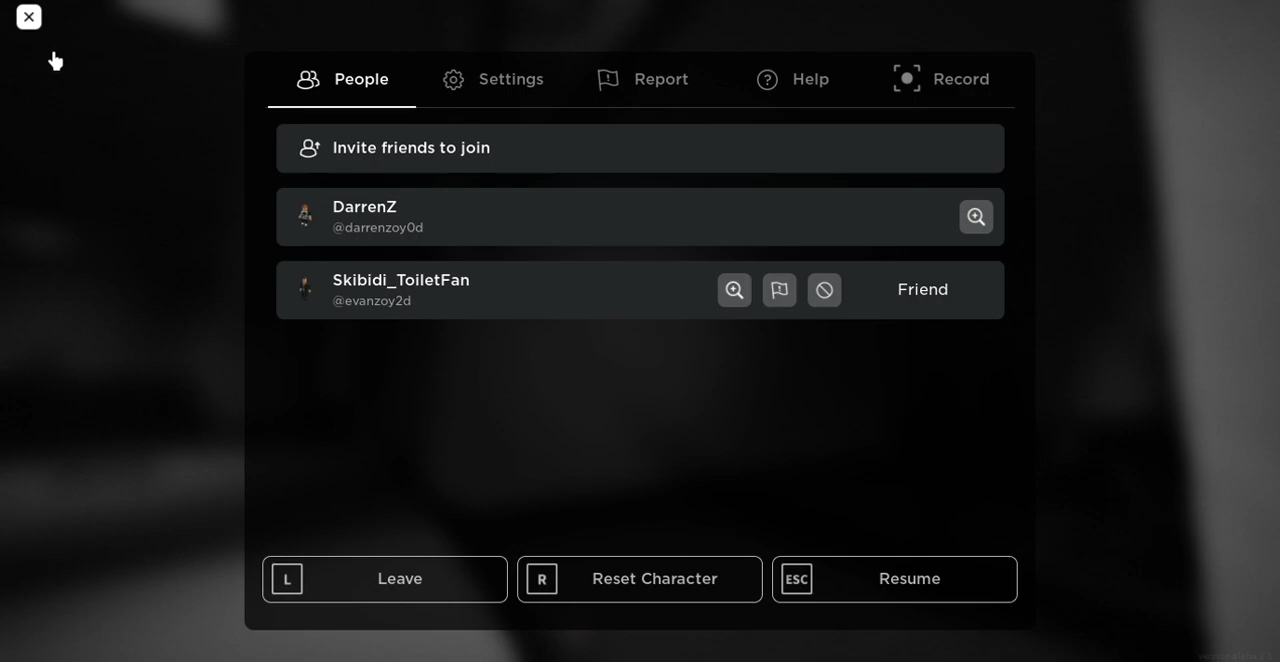 People
Settings
Report
Help
Record
Invite friends to join
DarrenZ
@darrenzoy0d
Skibidi_ToiletFan
@evanzoy2d
Friend
L
Leave
R
Reset Character
ESC
Resume